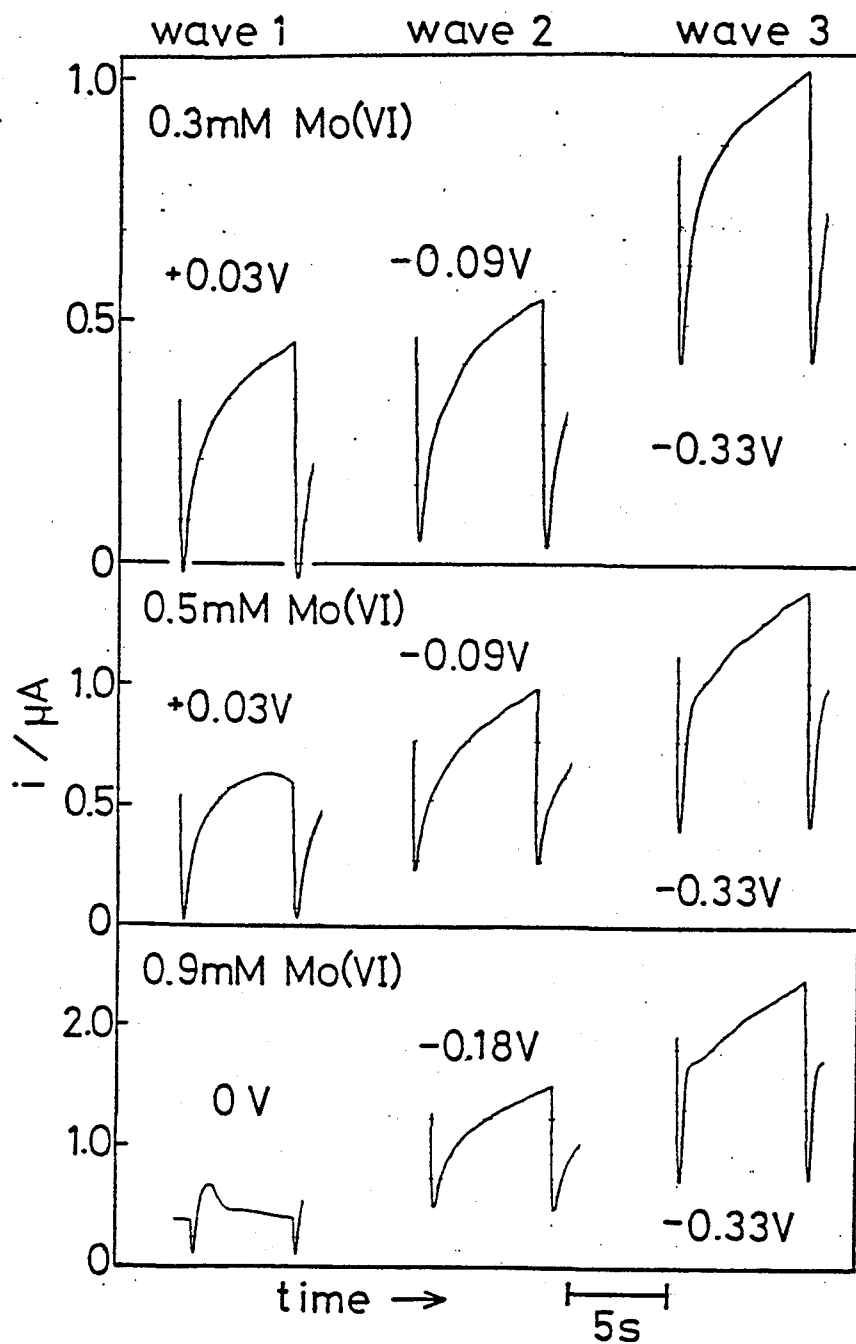 wave 1 wave 2 wave 3
1.0
0.3mM Mo(VI)
+0.03V -0.09V
0.5
-0.33V
0
0.5mM Mo(VI)
-0.09V
1.0
+0.03V
i /μA
0.5
-0.33V
0
0.9mM Mo(VI)
2.0
-0.18V
0 V
1.0
-0.33V
0
time →
5s